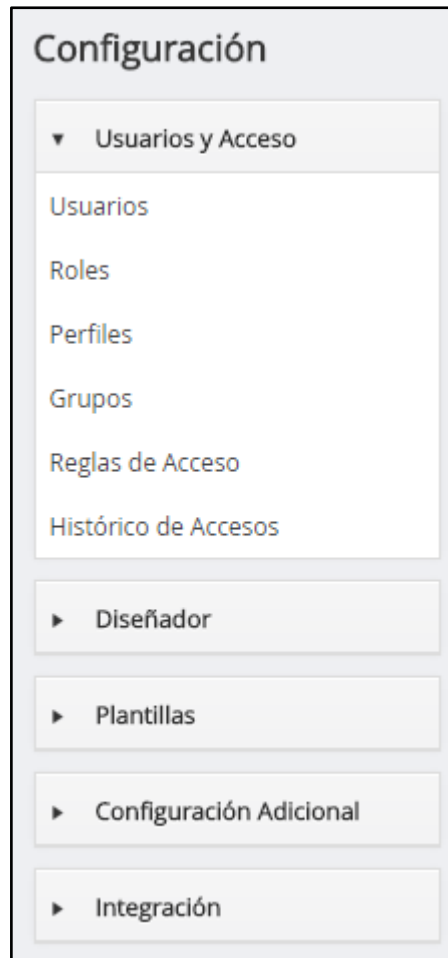 Configuración
Usuarios y Acceso
Usuarios
Roles
Perfiles
Grupos
Reglas de Acceso
Histórico de Accesos
Diseñador
Plantillas
Configuración Adicional
Integración